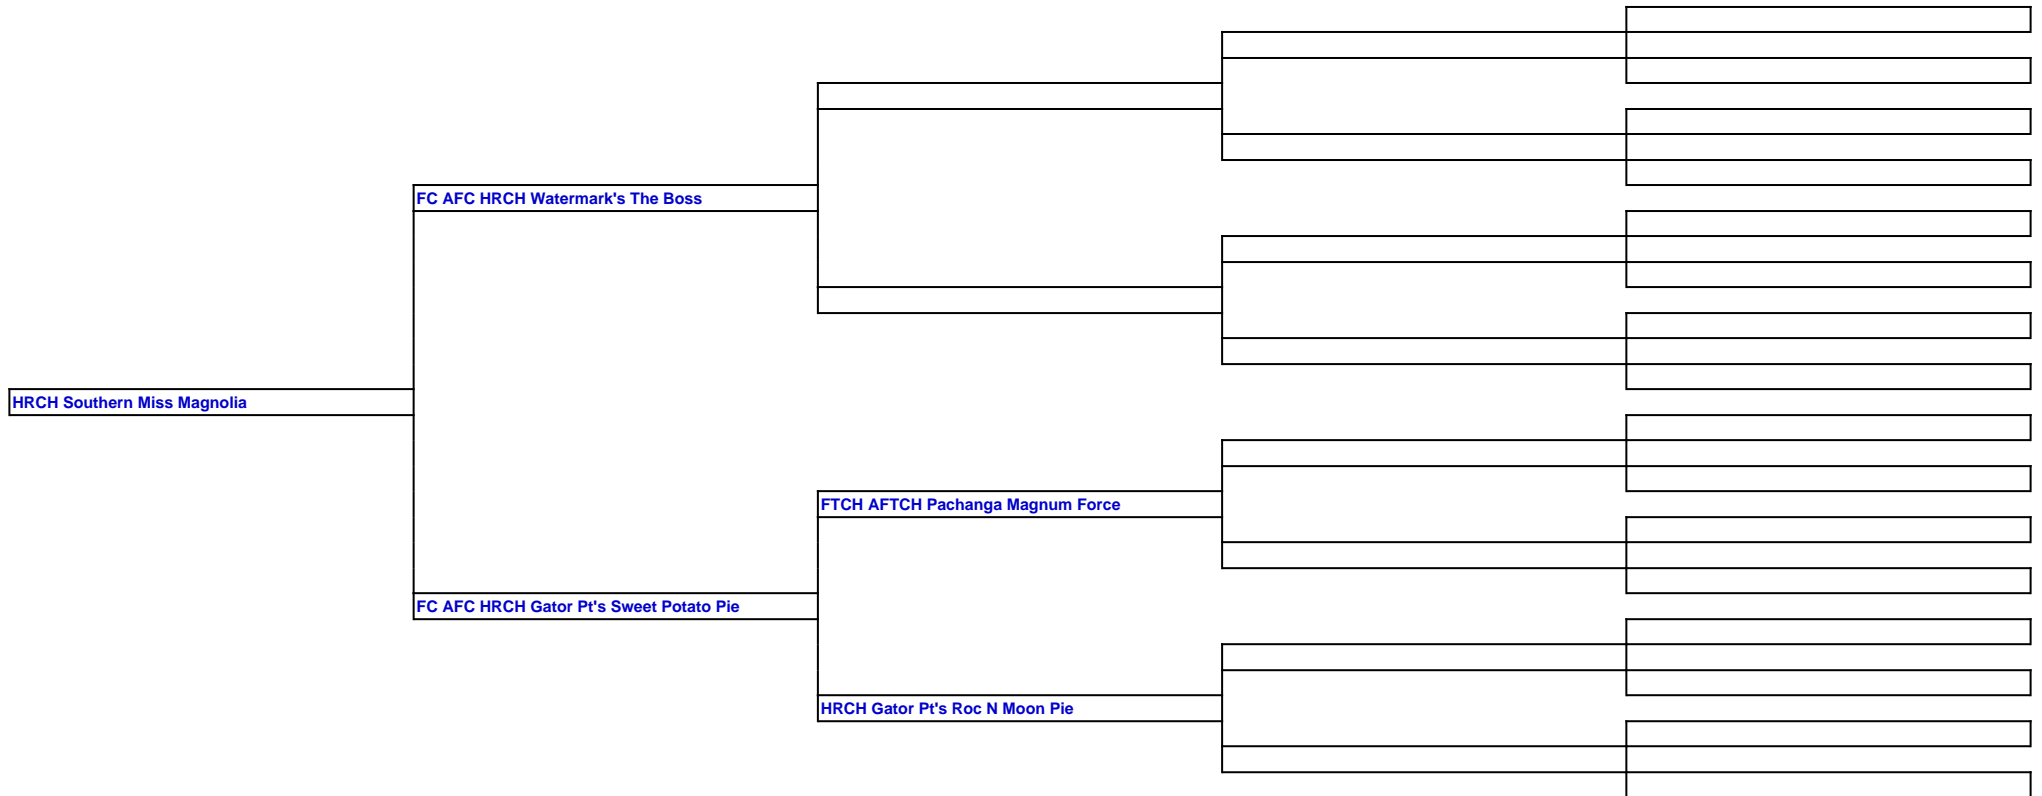 FC AFC HRCH Watermark's The Boss
HRCH Southern Miss Magnolia
FTCH AFTCH Pachanga Magnum Force
FC AFC HRCH Gator Pt's Sweet Potato Pie
HRCH Gator Pt's Roc N Moon Pie